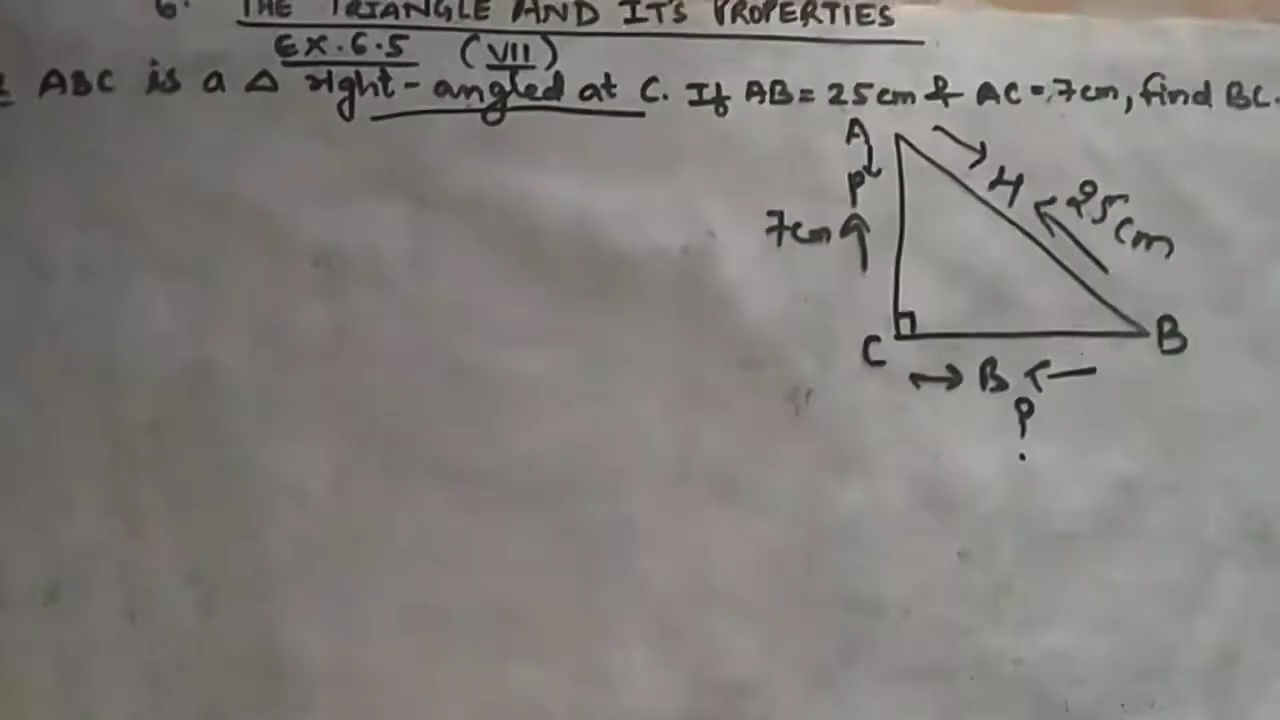 6. THE TRIANGLE AND ITS PROPERTIES
EX.6.5 (VII)
ABC is a Δ right-angled at C. If AB = 25cm & AC = 7cm, find BC.
A
P
H
25cm
7cm
C
B
B
?